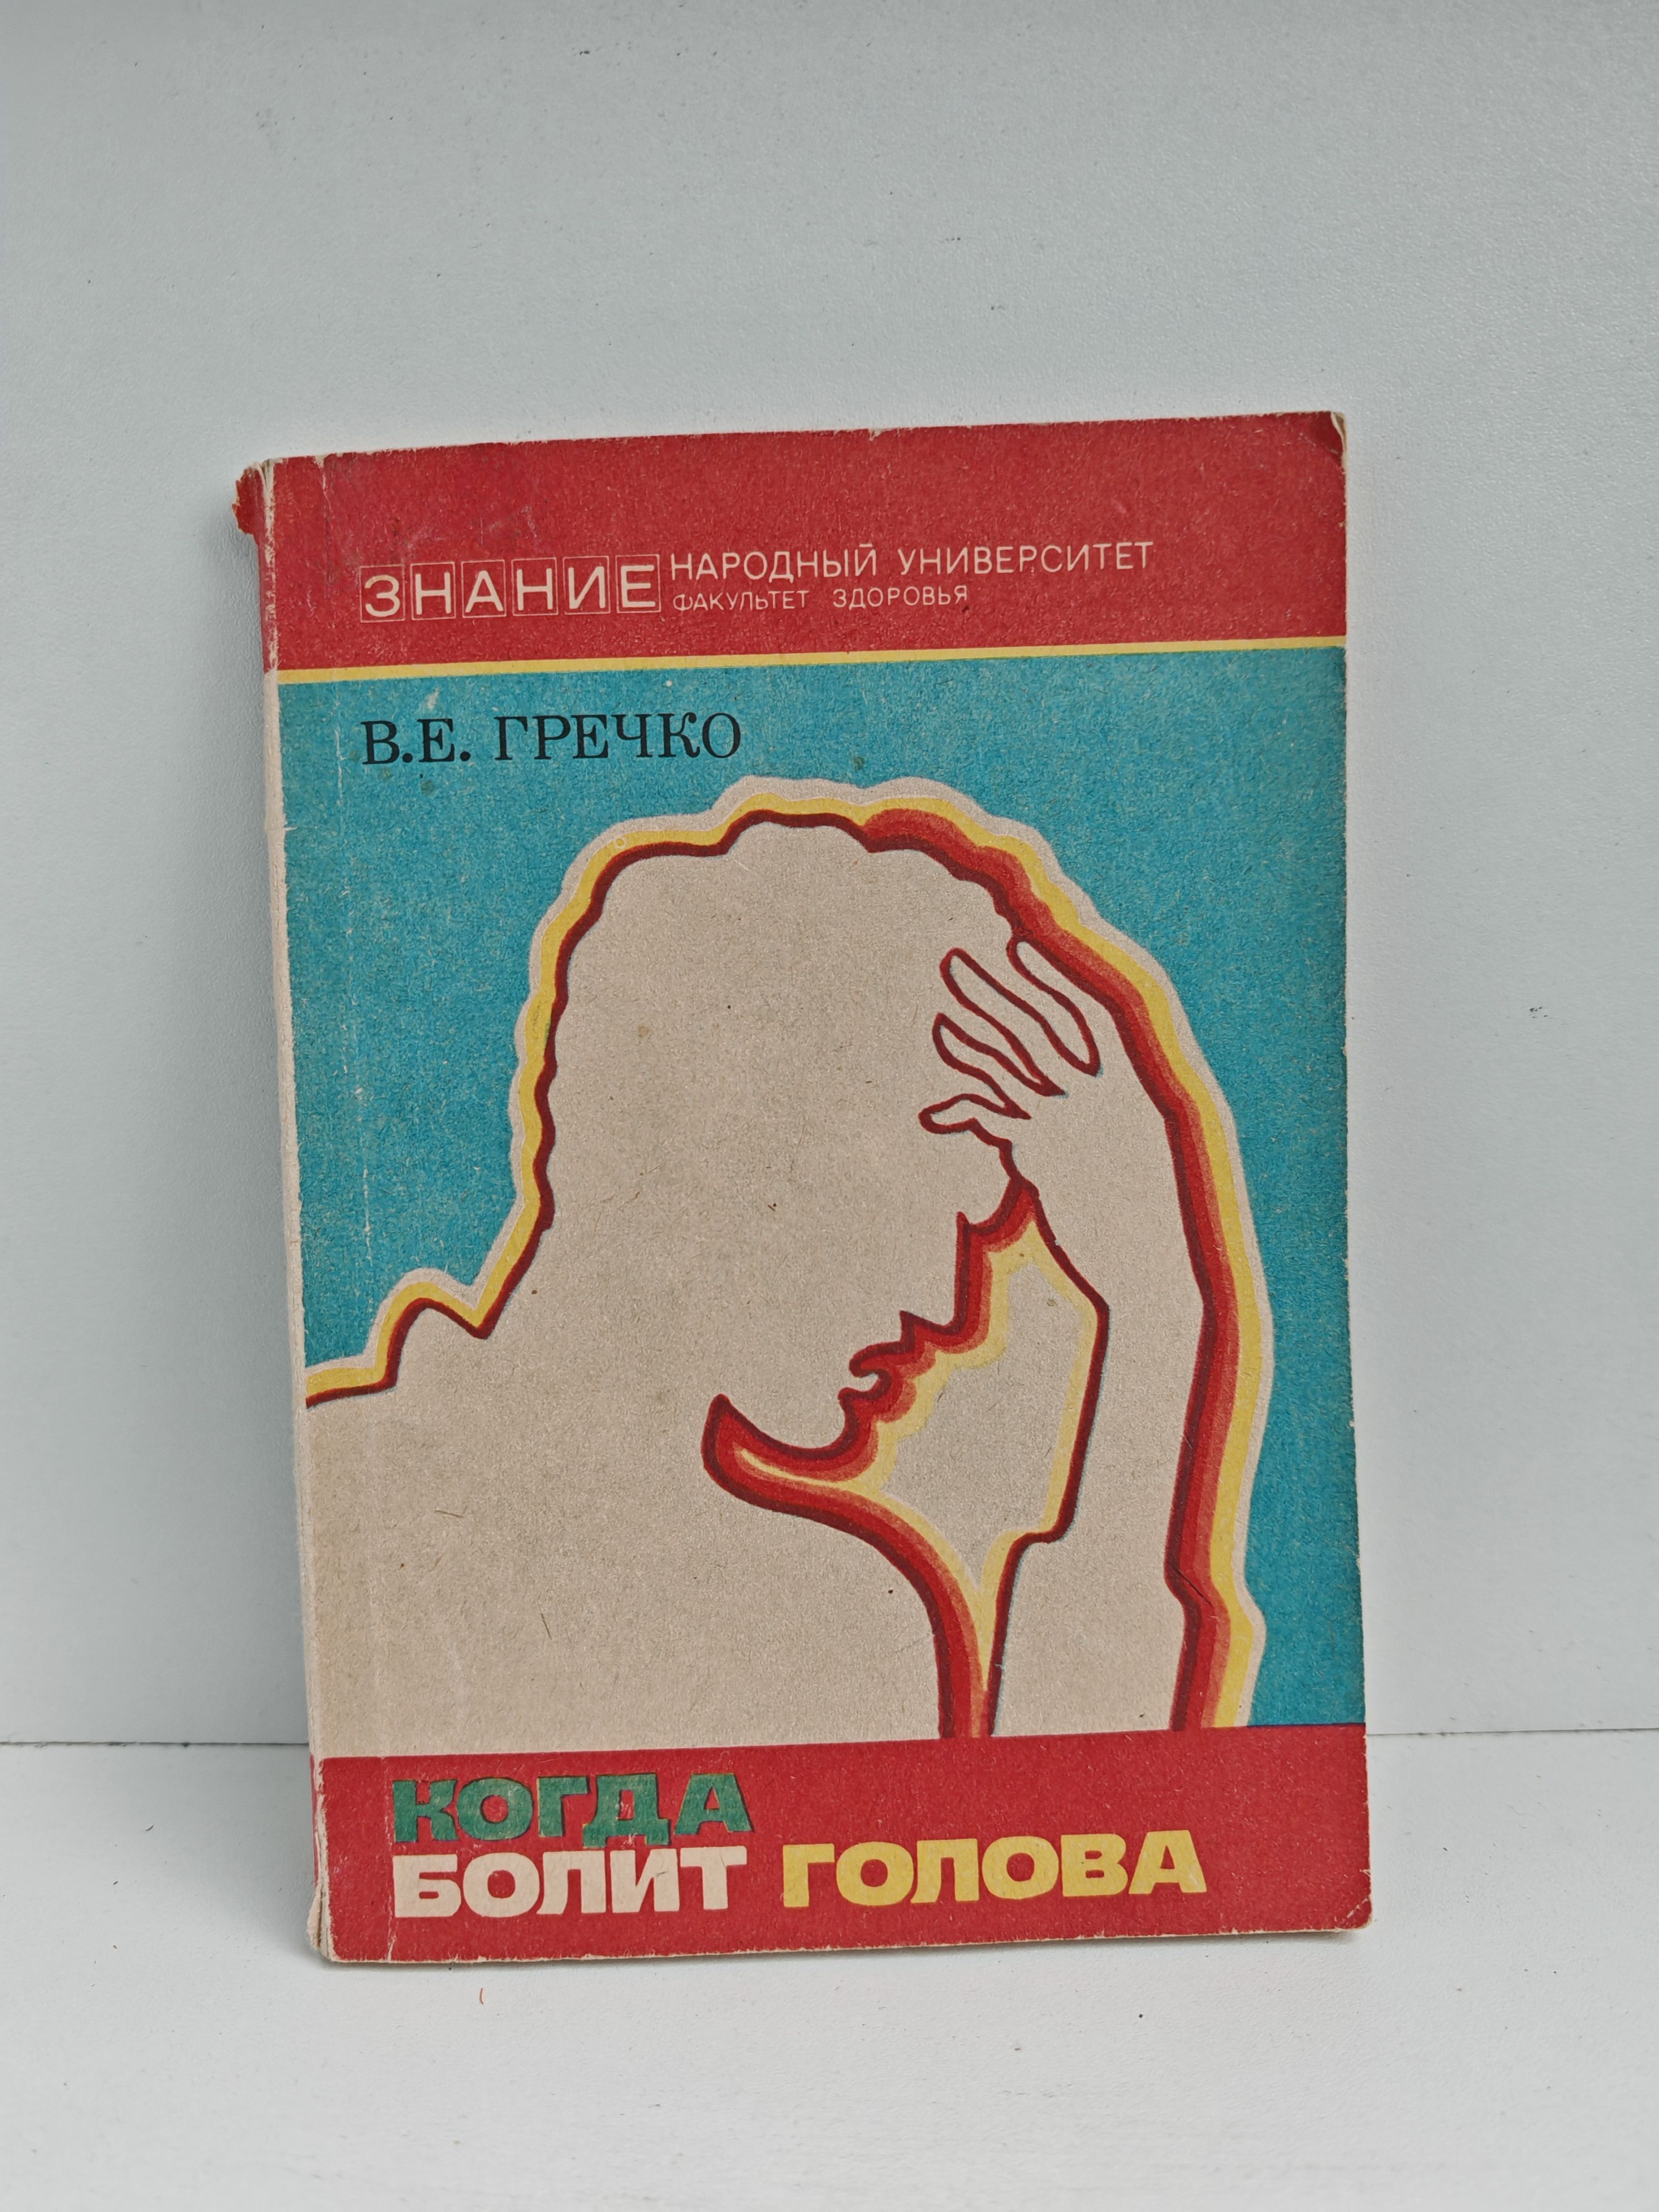 ЗНАНИЕ НАРОДНЫЙ УНИВЕРСИТЕТ
ФАКУЛЬТЕТ ЗДОРОВЬЯ
В.Е. ГРЕЧКО
КОГДА
БОЛИТ ГОЛОВА